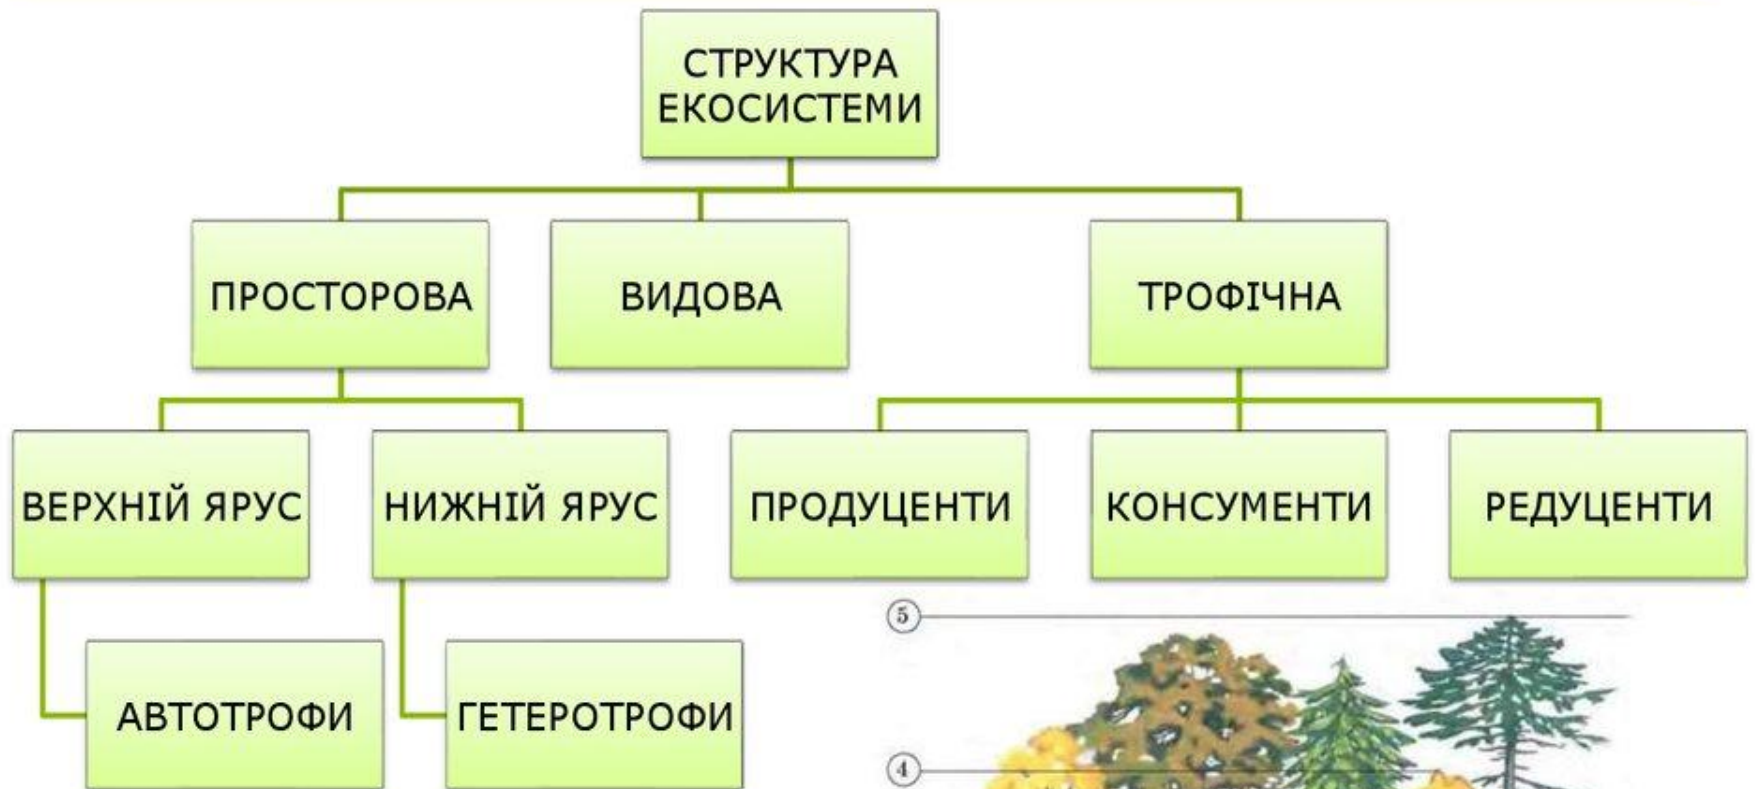 СТРУКТУРА
ЕКОСИСТЕМИ
ПРОСТОРОВА
ВИДОВА
ТРОФІЧНА
ВЕРХНІЙ ЯРУС
НИЖНІЙ ЯРУС
ПРОДУЦЕНТИ
КОНСУМЕНТИ
РЕДУЦЕНТИ
АВТОТРОФИ
ГЕТЕРОТРОФИ
5
4